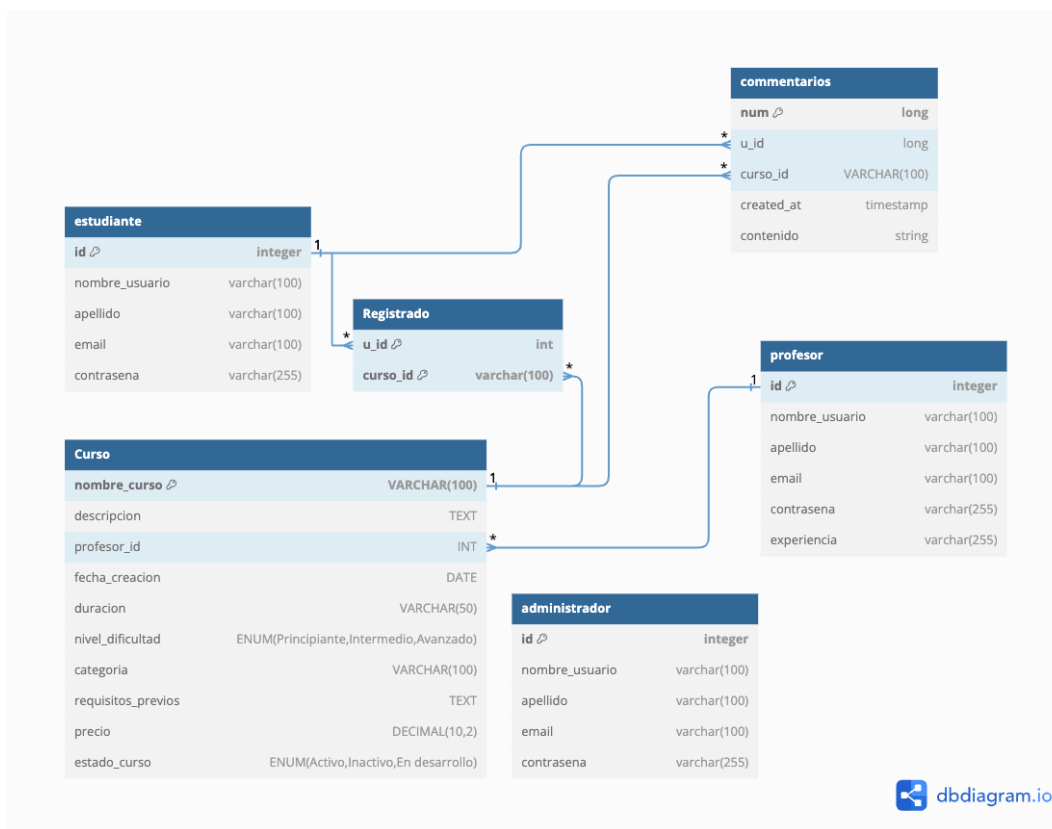 commentarios
num long
* u_id long
* curso_id VARCHAR(100)
created_at timestamp
contenido string
estudiante
id integer 1
nombre_usuario varchar(100)
apellido varchar(100)
email varchar(100)
contrasena varchar(255)
Registrado
* u_id int
curso_id varchar(100) *
profesor
1 id integer
nombre_usuario varchar(100)
apellido varchar(100)
email varchar(100)
contrasena varchar(255)
experiencia varchar(255)
Curso
nombre_curso VARCHAR(100) 1
descripcion TEXT
profesor_id INT *
fecha_creacion DATE
duracion VARCHAR(50)
nivel_dificultad ENUM(Principiante,Intermedio,Avanzado)
categoria VARCHAR(100)
requisitos_previos TEXT
precio DECIMAL(10,2)
estado_curso ENUM(Activo,Inactivo,En desarrollo)
administrador
id integer
nombre_usuario varchar(100)
apellido varchar(100)
email varchar(100)
contrasena varchar(255)
dbdiagram.io